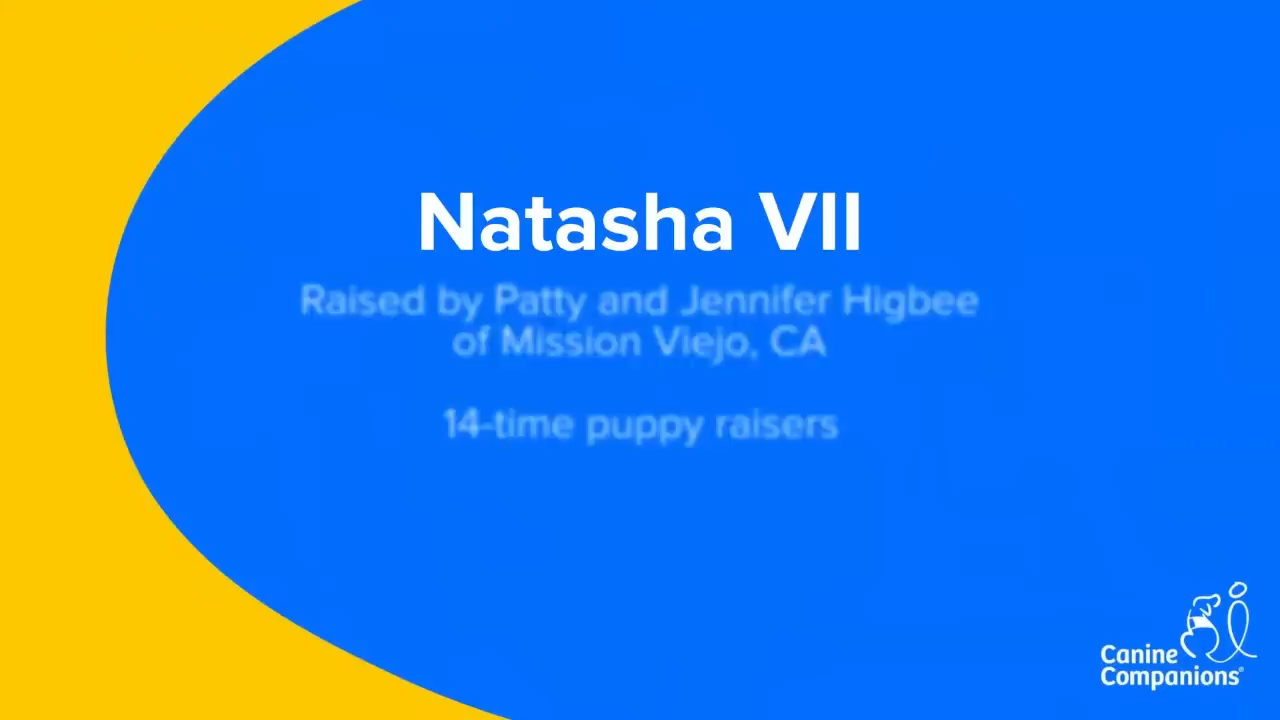 Natasha VII
Raised by Patty and Jennifer Higbee
of Mission Viejo, CA
14-time puppy raisers
Canine
Companions®